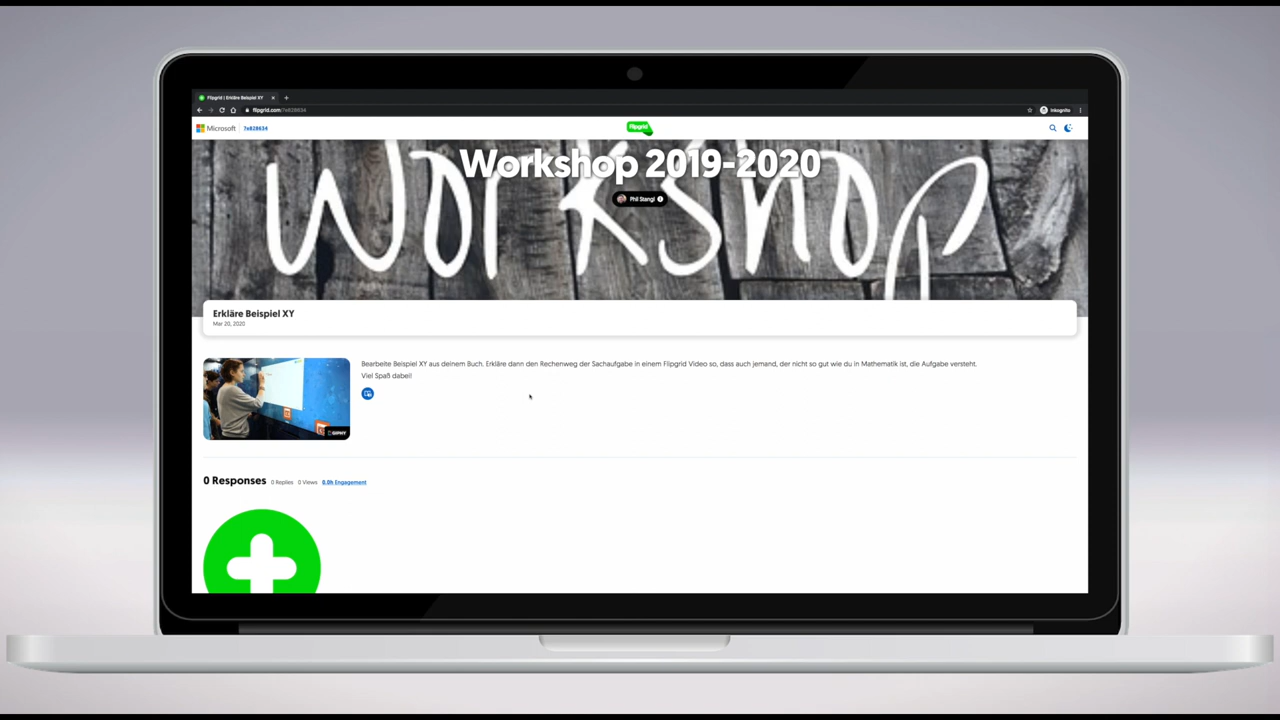 Flipgrid | Erkläre Beispiel XY
flipgrid.com/7e828634
Inkognito
Microsoft
7e828634
Flipgrid
Workshop 2019-2020
Workshop
Phil Stangl
Erkläre Beispiel XY
Mar 20, 2020
Bearbeite Beispiel XY aus deinem Buch. Erkläre dann den Rechenweg der Sachaufgabe in einem Flipgrid Video so, dass auch jemand, der nicht so gut wie du in Mathematik ist, die Aufgabe versteht.
Viel Spaß dabei!
GIPHY
0 Responses 0 Replies 0 Views 0.0h Engagement